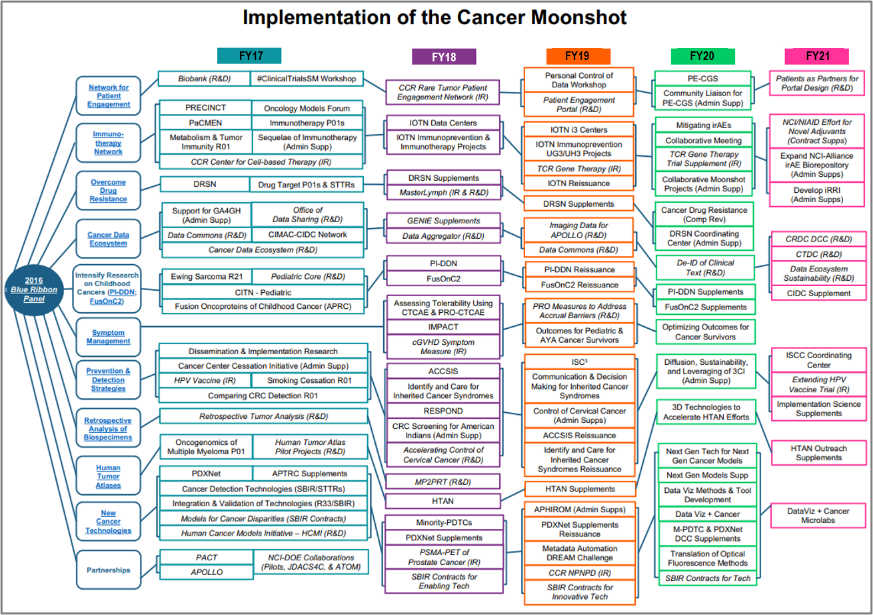 Implementation of the Cancer Moonshot
FY17
FY18
FY19
FY20
FY21
2016
Blue Ribbon
Panel
Network for
Patient
Engagement
Immuno-
therapy
Network
Overcome
Drug
Resistance
Cancer Data
Ecosystem
Intensify Research
on Childhood
Cancers (PI-DDN;
FusOnC2)
Symptom
Management
Prevention &
Detection
Strategies
Retrospective
Analysis of
Biospecimens
Human
Tumor
Atlases
New
Cancer
Technologies
Partnerships
Biobank (R&D)
#ClinicalTrialsSM Workshop
PRECINCT
Oncology Models Forum
PaCMEN
Immunotherapy P01s
Metabolism & Tumor
Immunity R01
Sequelae of Immunotherapy
(Admin Supp)
CCR Center for Cell-based Therapy (IR)
DRSN
Drug Target P01s & STTRs
Support for GA4GH
(Admin Supp)
Office of
Data Sharing (R&D)
Data Commons (R&D)
CIMAC-CIDC Network
Cancer Data Ecosystem (R&D)
Ewing Sarcoma R21
Pediatric Core (R&D)
CITN - Pediatric
Fusion Oncoproteins of Childhood Cancer (APRC)
Dissemination & Implementation Research
Cancer Center Cessation Initiative (Admin Supp)
HPV Vaccine (IR)
Smoking Cessation R01
Comparing CRC Detection R01
Retrospective Tumor Analysis (R&D)
Oncogenomics of
Multiple Myeloma P01
Human Tumor Atlas
Pilot Projects (R&D)
PDXNet
APTRC Supplements
Cancer Detection Technologies (SBIR/STTRs)
Integration & Validation of Technologies (R33/SBIR)
Models for Cancer Disparities (SBIR Contracts)
Human Cancer Models Initiative – HCMI (R&D)
PACT
APOLLO
NCI-DOE Collaborations
(Pilots, JDACS4C, & ATOM)
CCR Rare Tumor Patient
Engagement Network (IR)
IOTN Data Centers
IOTN Immunoprevention &
Immunotherapy Projects
DRSN Supplements
MasterLymph (IR & R&D)
GENIE Supplements
Data Aggregator (R&D)
PI-DDN
FusOnC2
Assessing Tolerability Using
CTCAE & PRO-CTCAE
IMPACT
cGVHD Symptom
Measure (IR)
ACCSIS
Identify and Care for
Inherited Cancer Syndromes
RESPOND
CRC Screening for American
Indians (Admin Supp)
Accelerating Control of
Cervical Cancer (R&D)
MP2PRT (R&D)
HTAN
Minority-PDTCs
PDXNet Supplements
PSMA-PET of
Prostate Cancer (IR)
SBIR Contracts for
Enabling Tech
Personal Control of
Data Workshop
Patient Engagement
Portal (R&D)
IOTN i3 Centers
IOTN Immunoprevention
UG3/UH3 Projects
TCR Gene Therapy (IR)
IOTN Reissuance
DRSN Supplements
Imaging Data for
APOLLO (R&D)
Data Commons (R&D)
PI-DDN Reissuance
FusOnC2 Reissuance
PRO Measures to Address
Accrual Barriers (R&D)
Outcomes for Pediatric &
AYA Cancer Survivors
ISC³
Communication & Decision
Making for Inherited Cancer
Syndromes
Control of Cervical Cancer
(Admin Supps)
ACCSIS Reissuance
Identify and Care for
Inherited Cancer
Syndromes Reissuance
HTAN Supplements
APHIROM (Admin Supps)
PDXNet Supplements
Reissuance
Metadata Automation
DREAM Challenge
CCR NPNPD (IR)
SBIR Contracts for
Innovative Tech
PE-CGS
Community Liaison for
PE-CGS (Admin Supp)
Mitigating irAEs
Collaborative Meeting
TCR Gene Therapy
Trial Supplement (IR)
Collaborative Moonshot
Projects (Admin Supp)
Cancer Drug Resistance
(Comp Rev)
DRSN Coordinating
Center (Admin Supp)
De-ID of Clinical
Text (R&D)
PI-DDN Supplements
FusOnC2 Supplements
Optimizing Outcomes for
Cancer Survivors
Diffusion, Sustainability,
and Leveraging of 3CI
(Admin Supp)
3D Technologies to
Accelerate HTAN Efforts
Next Gen Tech for Next
Gen Cancer Models
Next Gen Models Supp
Data Viz Methods & Tool
Development
Data Viz + Cancer
M-PDTC & PDXNet
DCC Supplements
Translation of Optical
Fluorescence Methods
SBIR Contracts for Tech
Patients as Partners for
Portal Design (R&D)
NCI/NIAID Effort for
Novel Adjuvants
(Contract Supps)
Expand NCI-Alliance
irAE Biorepository
(Admin Supps)
Develop iRRI
(Admin Supps)
CRDC DCC (R&D)
CTDC (R&D)
Data Ecosystem
Sustainability (R&D)
CIDC Supplement
ISCC Coordinating
Center
Extending HPV
Vaccine Trial (IR)
Implementation Science
Supplements
HTAN Outreach
Supplements
DataViz + Cancer
Microlabs